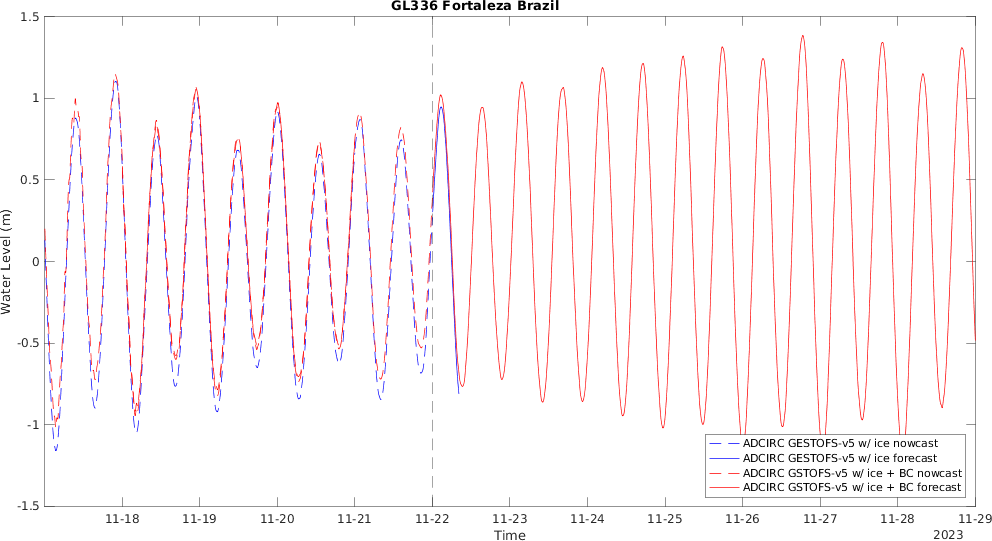 GL336 Fortaleza Brazil
Water Level (m)
1.5
1
0.5
0
-0.5
-1
-1.5
ADCIRC GESTOFS-v5 w/ ice nowcast
ADCIRC GESTOFS-v5 w/ ice forecast
ADCIRC GSTOFS-v5 w/ ice + BC nowcast
ADCIRC GSTOFS-v5 w/ ice + BC forecast
11-18 11-19 11-20 11-21 11-22 11-23 11-24 11-25 11-26 11-27 11-28 11-29
Time
2023